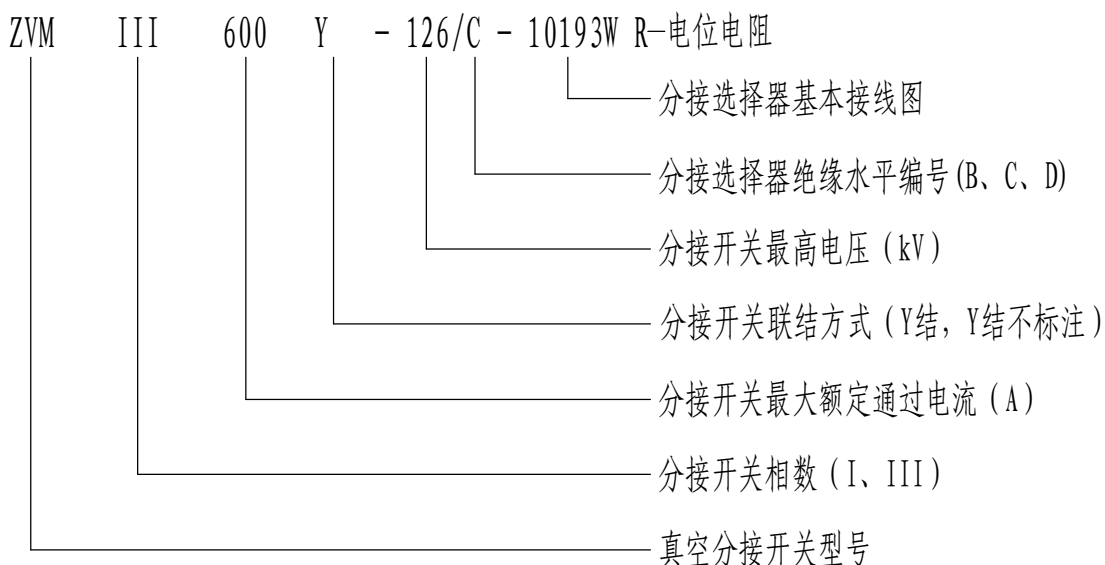 ZVM III 600 Y - 126/C - 10193W R—电位电阻
分接选择器基本接线图
分接选择器绝缘水平编号(B、C、D)
分接开关最高电压（kV）
分接开关联结方式（Y结，Y结不标注）
分接开关最大额定通过电流（A）
分接开关相数（I、III）
真空分接开关型号